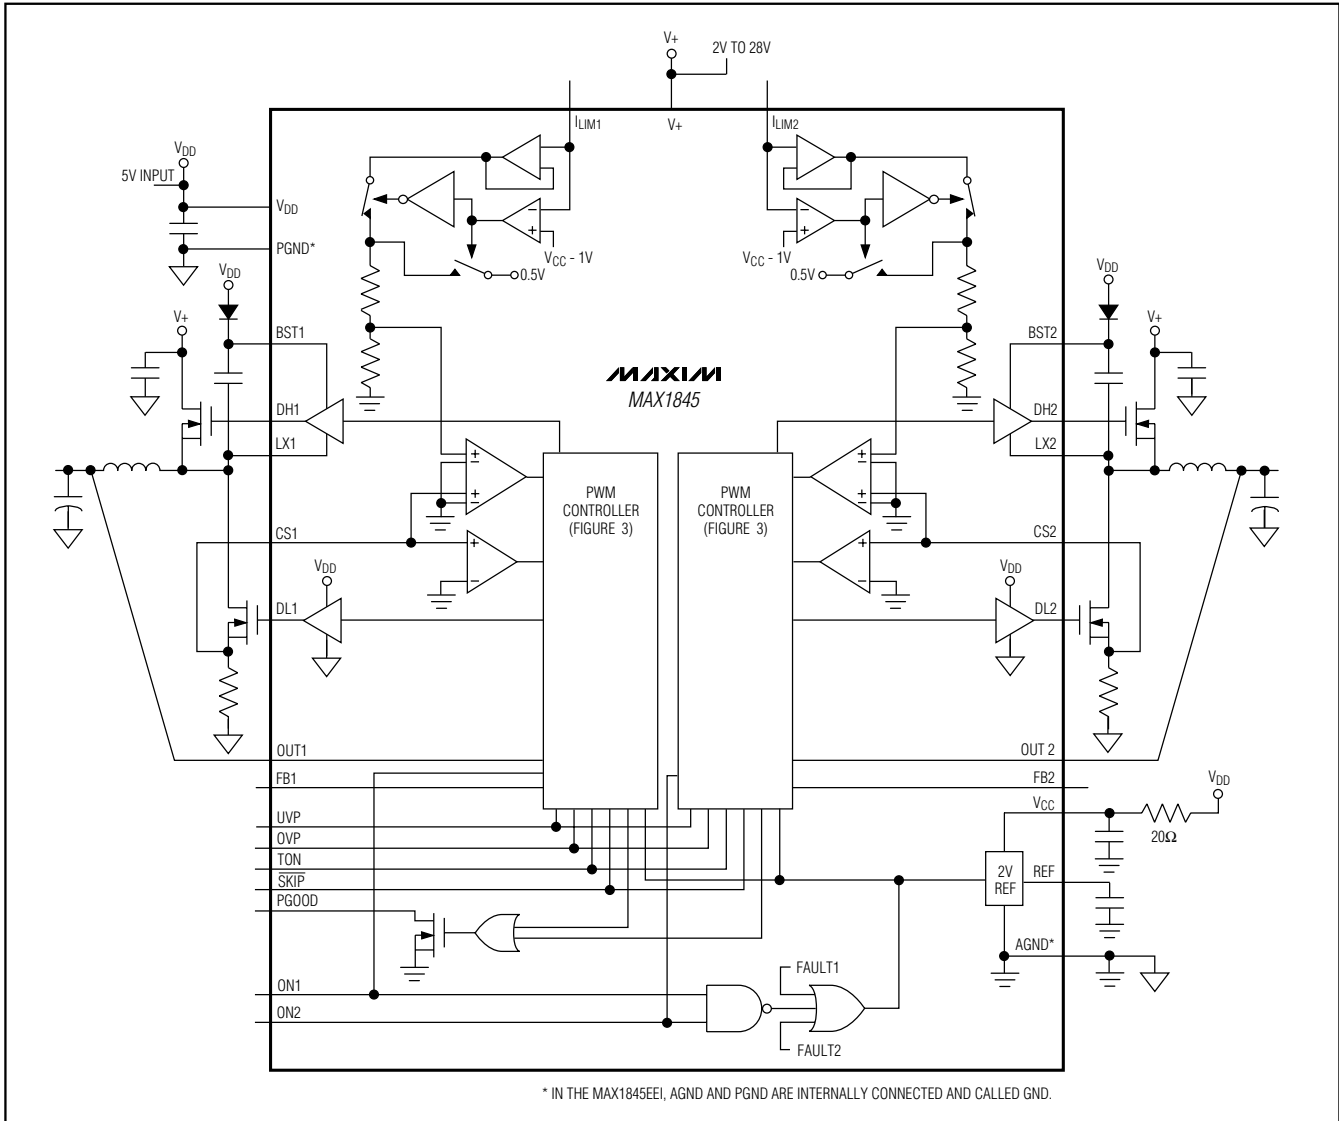 V+
2V TO 28V
ILIM1
V+
ILIM2
VDD
5V INPUT
VDD
PGND*
VCC - 1V
0.5V
VCC - 1V
0.5V
VDD
VDD
V+
V+
BST1
BST2
MAXIM
MAX1845
DH1
DH2
LX1
LX2
+
-
+
-
PWM
CONTROLLER
(FIGURE 3)
PWM
CONTROLLER
(FIGURE 3)
+
-
+
-
CS1
CS2
+
-
+
-
VDD
VDD
DL1
DL2
OUT1
OUT 2
FB1
FB2
VDD
VCC
20Ω
UVP
OVP
TON
SKIP
PGOOD
2V
REF
REF
AGND*
FAULT1
ON1
ON2
FAULT2
* IN THE MAX1845EEI, AGND AND PGND ARE INTERNALLY CONNECTED AND CALLED GND.